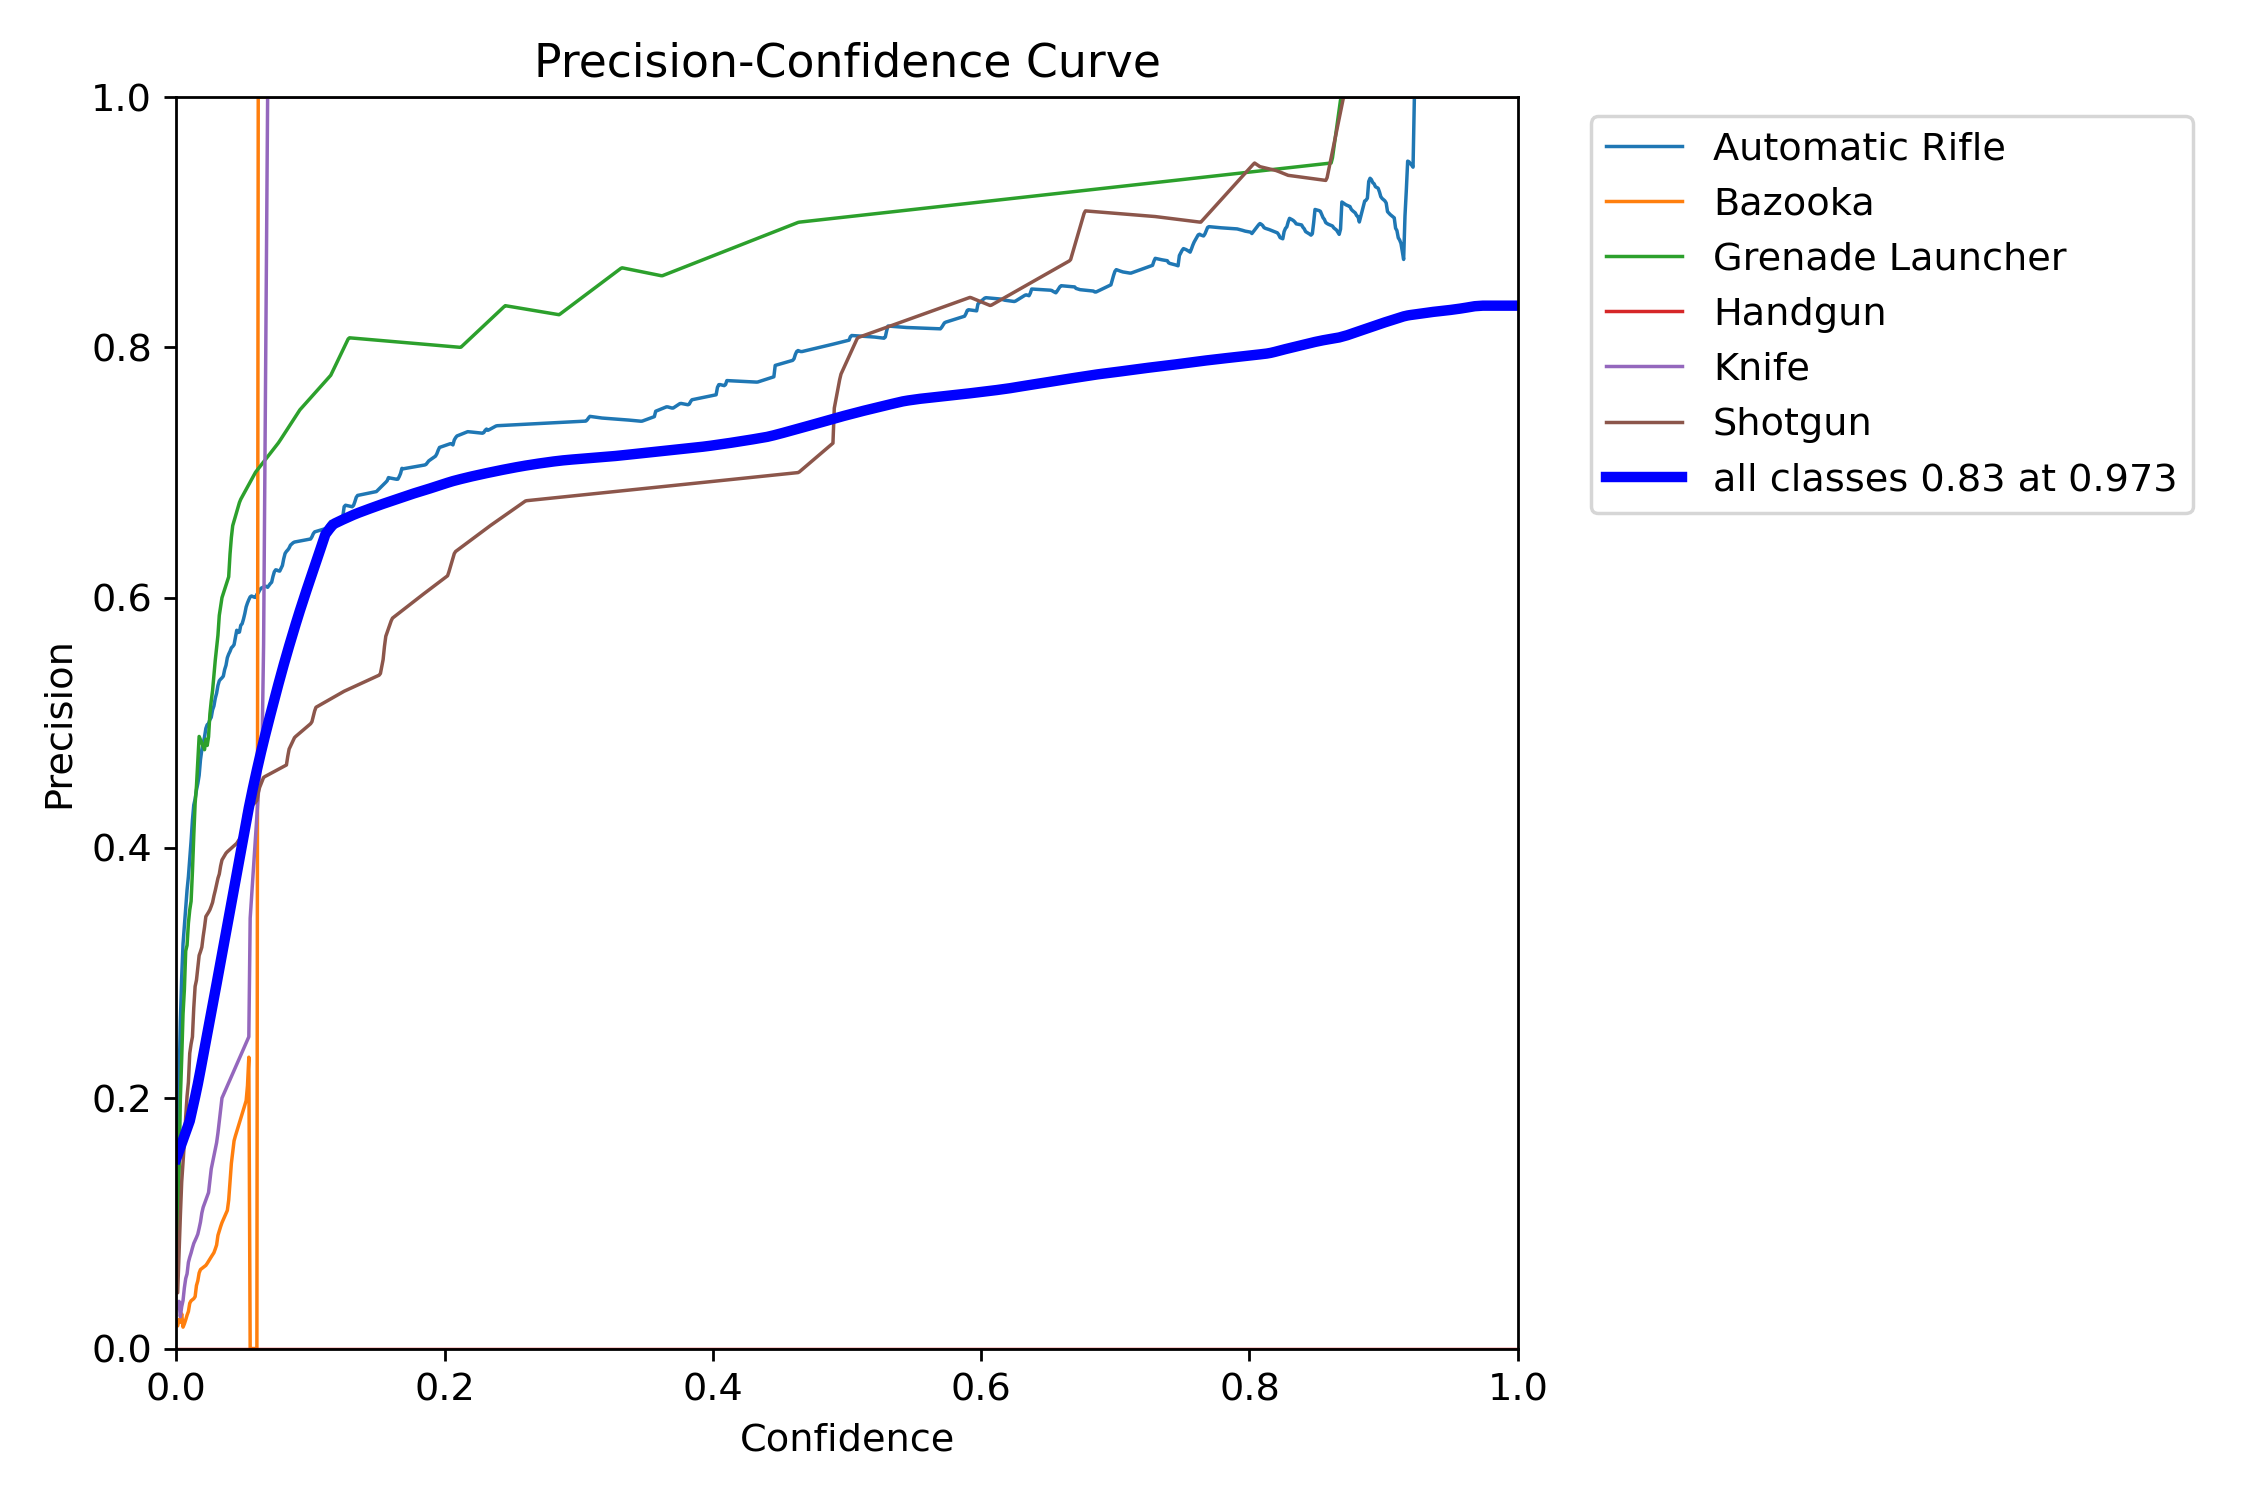 Precision-Confidence Curve
1.0
0.8
0.6
0.4
0.2
0.0
Precision
0.0 0.2 0.4 0.6 0.8 1.0
Confidence
Automatic Rifle
Bazooka
Grenade Launcher
Handgun
Knife
Shotgun
all classes 0.83 at 0.973